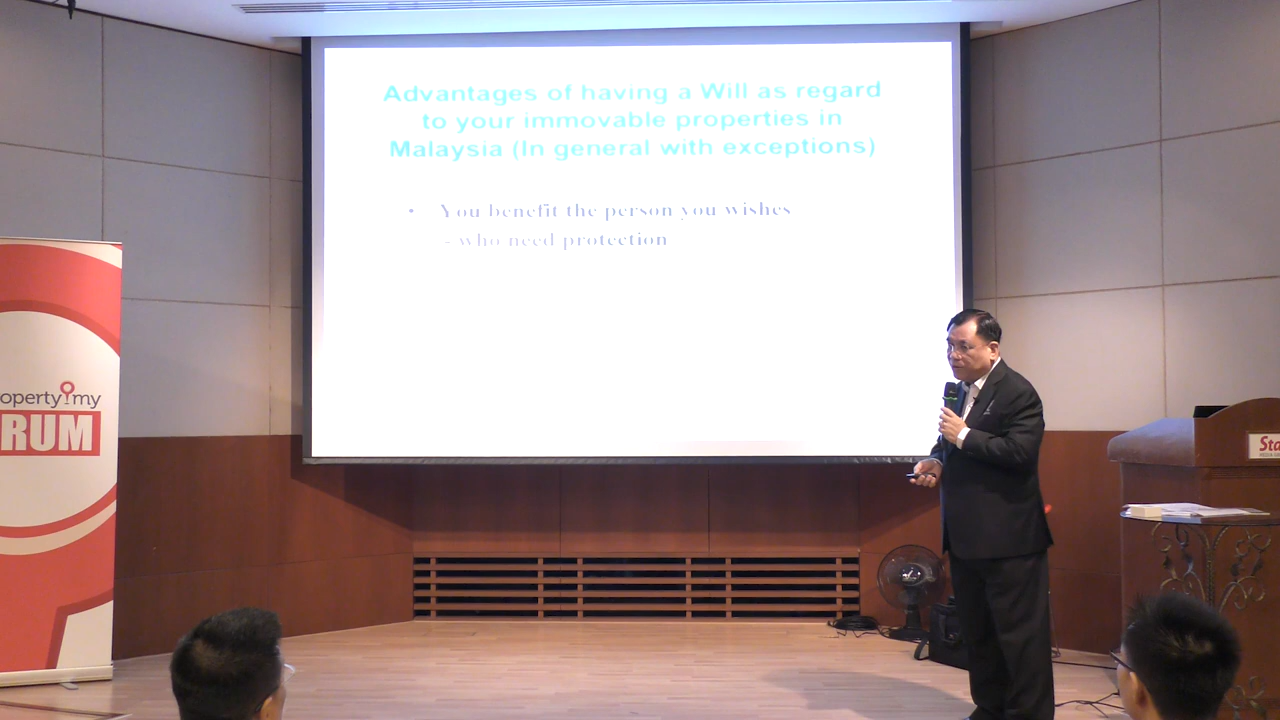 Advantages of having a Will as regard
to your immovable properties in
Malaysia (In general with exceptions)
• You benefit the person you wishes
- who need protection
operty my
RUM
Sta